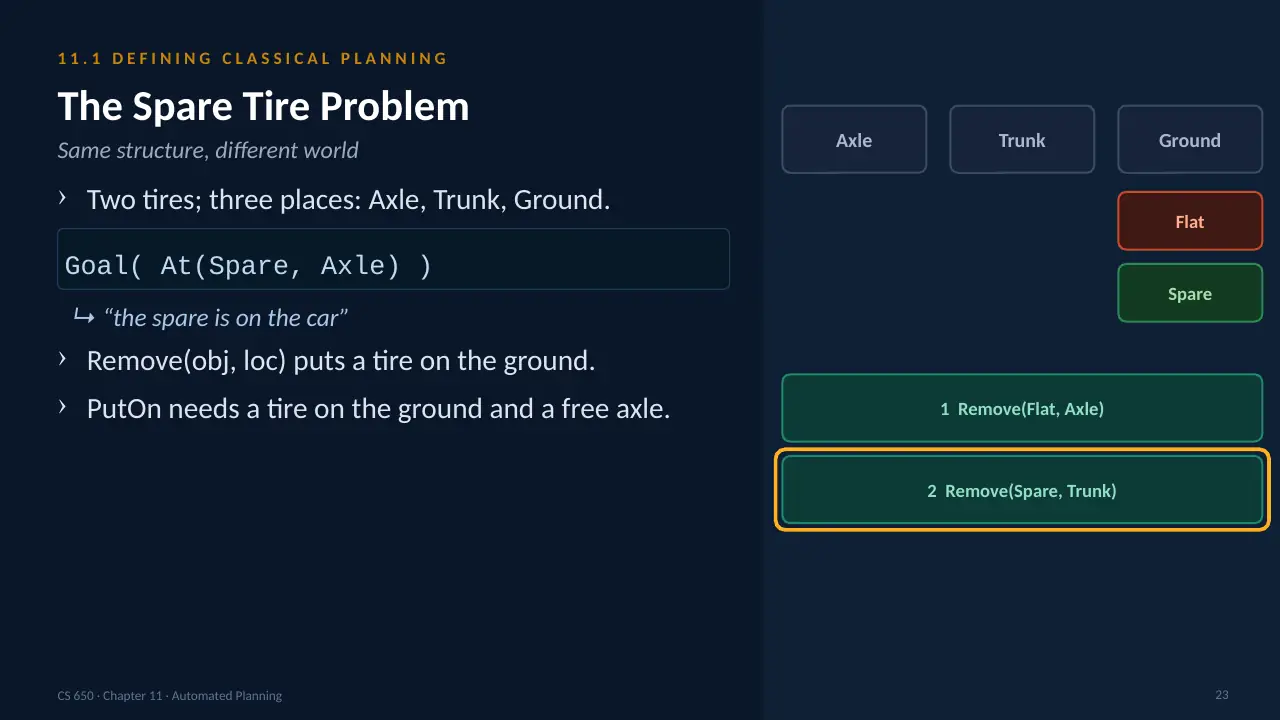 11.1 DEFINING CLASSICAL PLANNING
The Spare Tire Problem
Same structure, different world
› Two tires; three places: Axle, Trunk, Ground.
Goal( At(Spare, Axle) )
↪ “the spare is on the car”
› Remove(obj, loc) puts a tire on the ground.
› PutOn needs a tire on the ground and a free axle.
Axle Trunk Ground
Flat
Spare
1 Remove(Flat, Axle)
2 Remove(Spare, Trunk)
CS 650 · Chapter 11 · Automated Planning
23